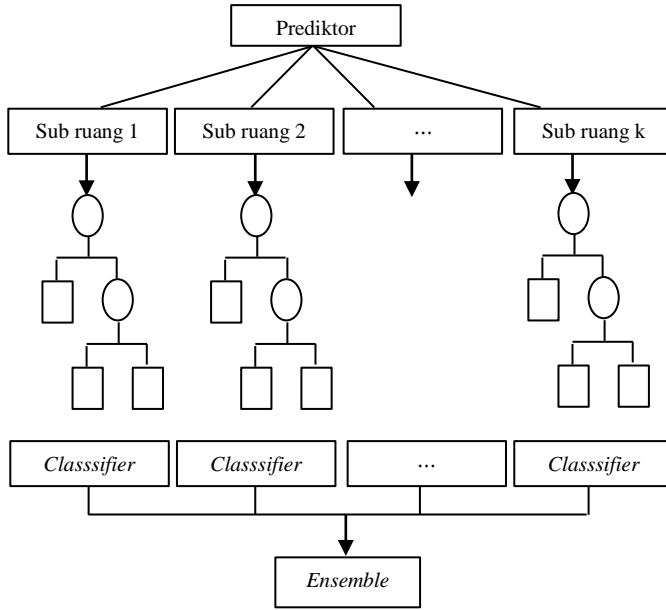 Prediktor
Sub ruang 1
Sub ruang 2
...
Sub ruang k
Classsifier
Classsifier
...
Classsifier
Ensemble